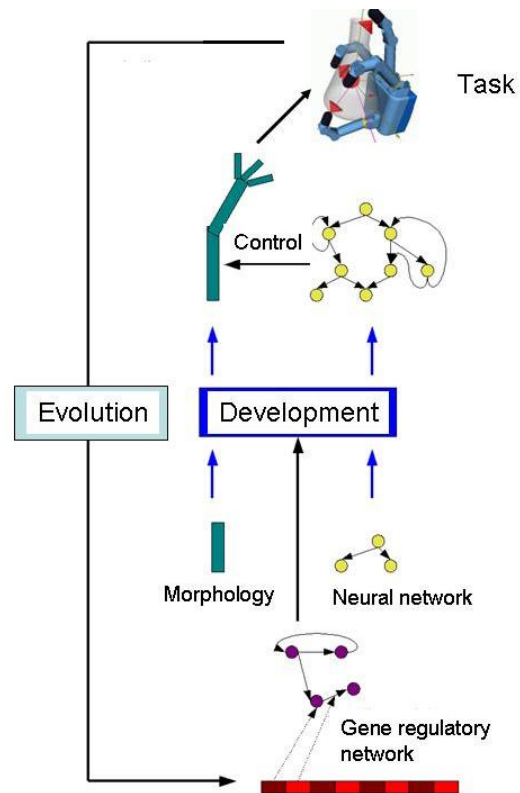 Task
Control
Evolution
Development
Morphology
Neural network
Gene regulatory
network